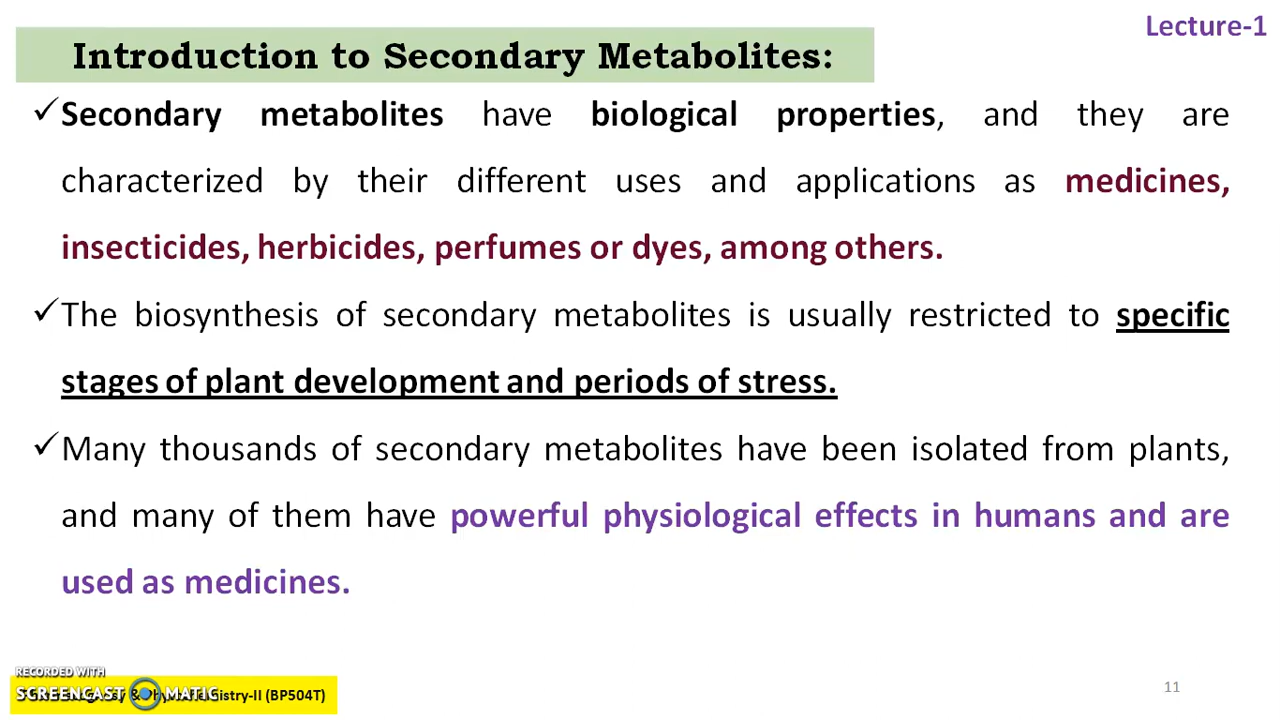 Lecture-1
Introduction to Secondary Metabolites:
✓Secondary metabolites have biological properties, and they are
characterized by their different uses and applications as medicines,
insecticides, herbicides, perfumes or dyes, among others.
✓The biosynthesis of secondary metabolites is usually restricted to specific
stages of plant development and periods of stress.
✓Many thousands of secondary metabolites have been isolated from plants,
and many of them have powerful physiological effects in humans and are
used as medicines.
RECORDED WITH
SCREENCAST MATIC
-II (BP504T)
11